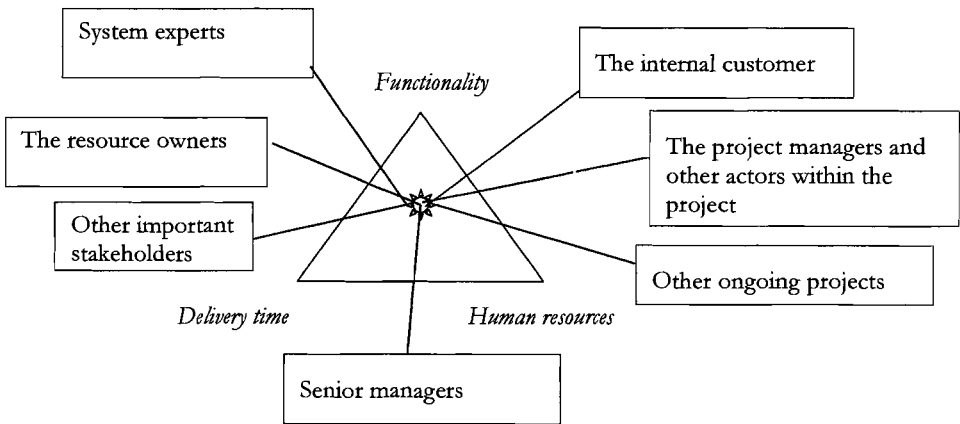 System experts
Functionality
The internal customer
The resource owners
The project managers and
other actors within the
project
Other important
stakeholders
Other ongoing projects
Delivery time
Human resources
Senior managers